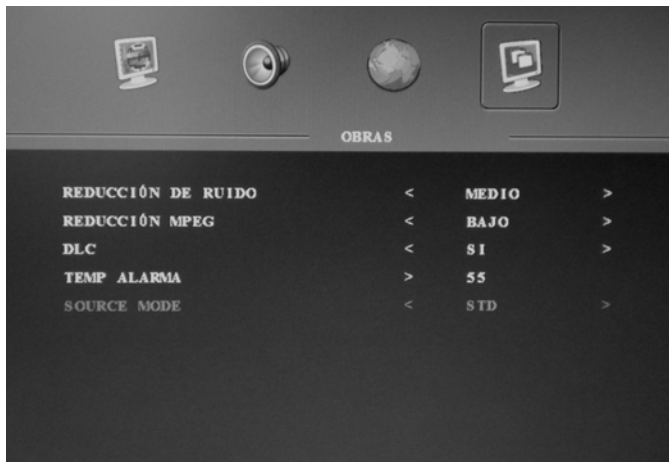 OBRAS
REDUCCIÓN DE RUIDO < MEDIO >
REDUCCIÓN MPEG < BAJO >
DLC < SI >
TEMP ALARMA > 55
SOURCE MODE < STD >